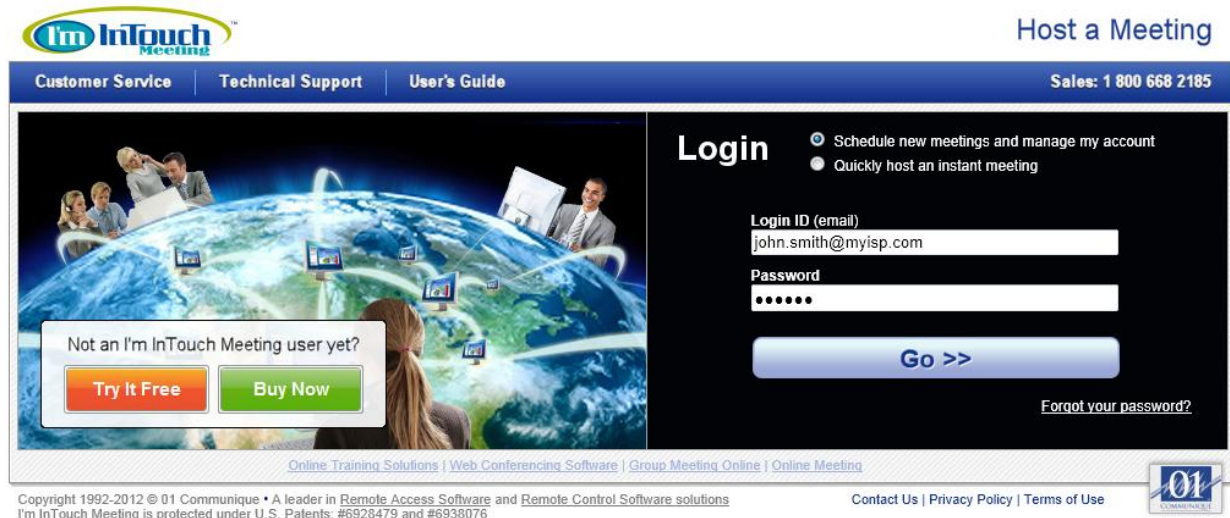 I'm InTouch™
Meeting
Host a Meeting
Customer Service | Technical Support | User's Guide
Sales: 1 800 668 2185
Login
Schedule new meetings and manage my account
Quickly host an instant meeting
Login ID (email)
john.smith@myisp.com
Password
••••••
Go >>
Forgot your password?
Not an I'm InTouch Meeting user yet?
Try It Free
Buy Now
Online Training Solutions | Web Conferencing Software | Group Meeting Online | Online Meeting
Copyright 1992-2012 © 01 Communique • A leader in Remote Access Software and Remote Control Software solutions
I'm InTouch Meeting is protected under U.S. Patents: #6928479 and #6938076
Contact Us | Privacy Policy | Terms of Use
01
COMMUNIQUE